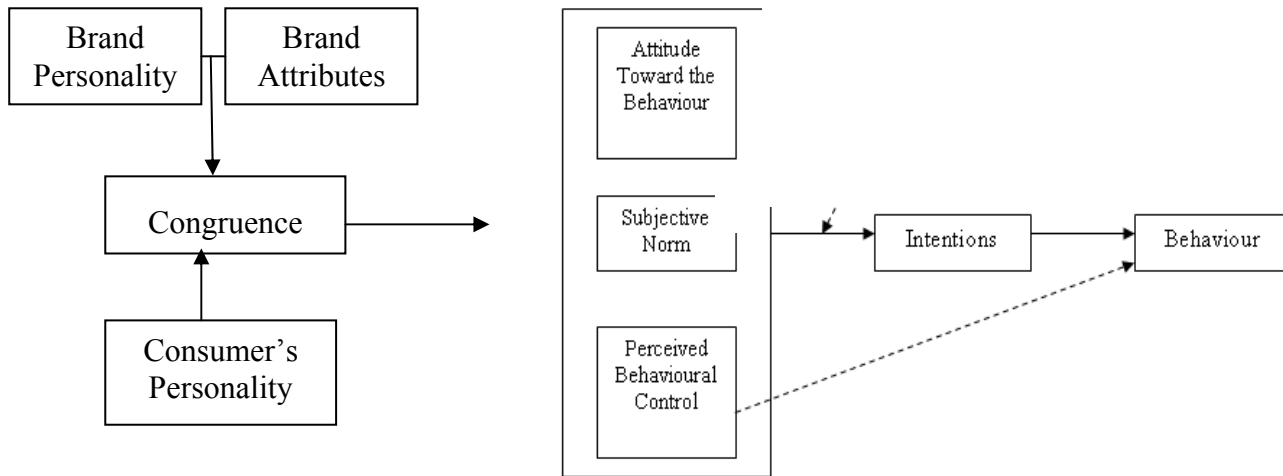 Brand
Personality
Brand
Attributes
Congruence
Consumer’s
Personality
Attitude
Toward the
Behaviour
Subjective
Norm
Perceived
Behavioural
Control
Intentions
Behaviour